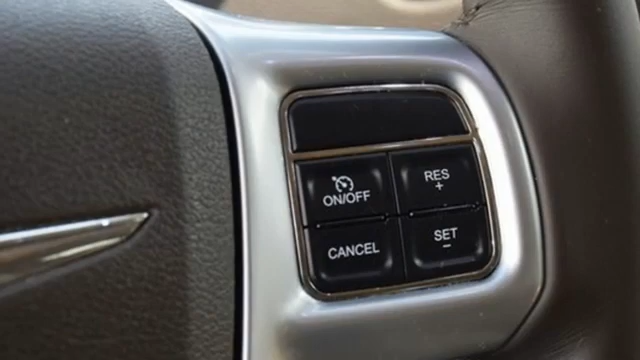 ON/OFF
RES
+
CANCEL
SET
-